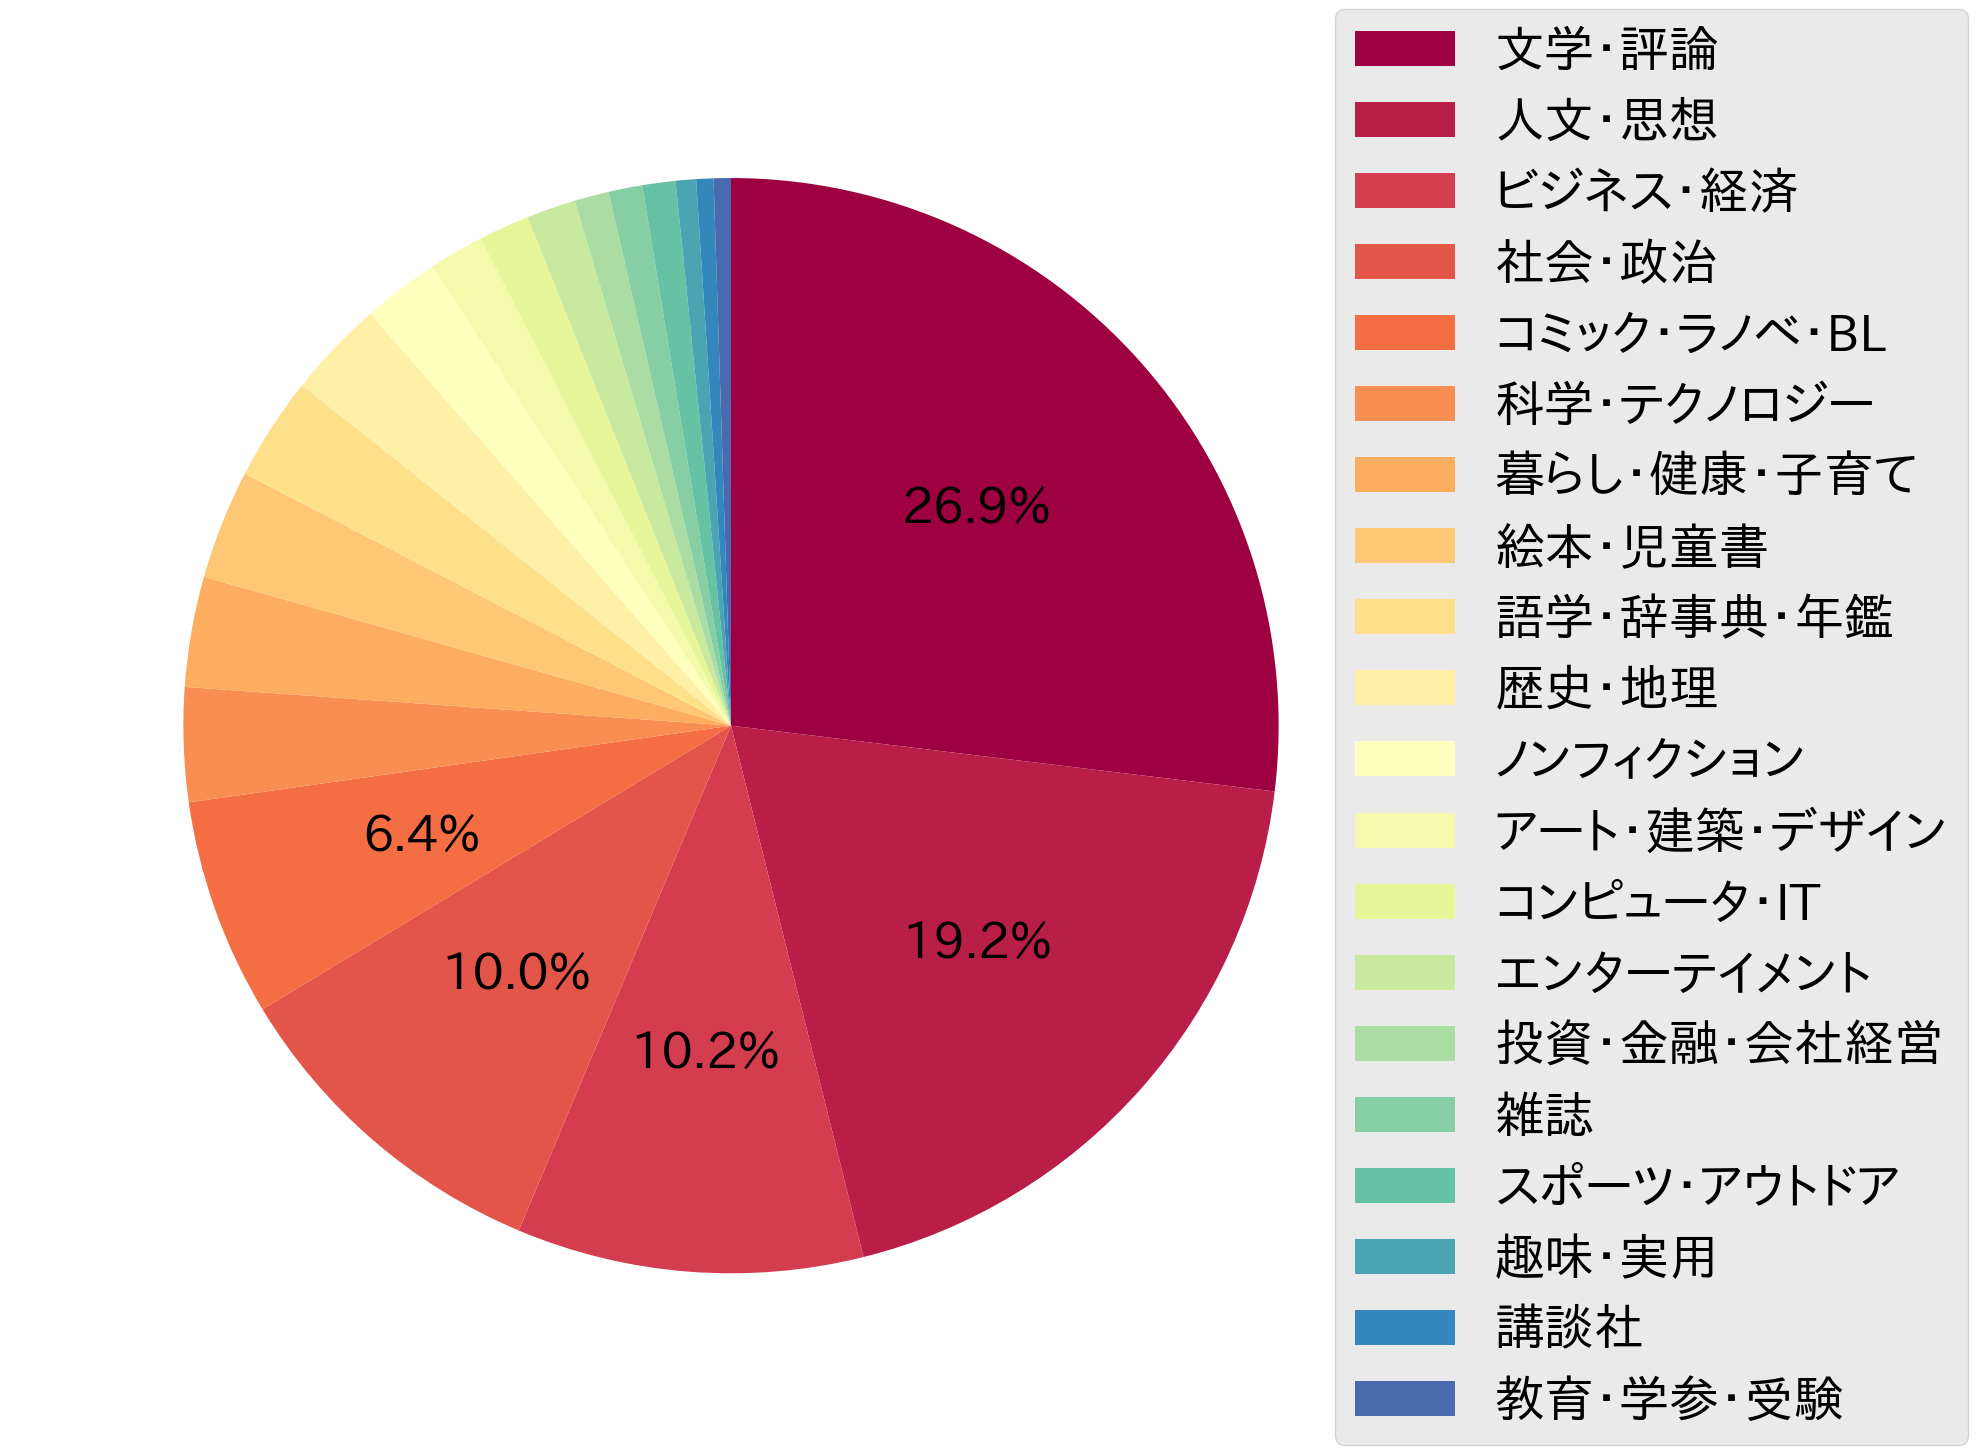 26.9%
19.2%
10.2%
10.0%
6.4%
文学・評論
人文・思想
ビジネス・経済
社会・政治
コミック・ラノベ・BL
科学・テクノロジー
暮らし・健康・子育て
絵本・児童書
語学・辞事典・年鑑
歴史・地理
ノンフィクション
アート・建築・デザイン
コンピュータ・IT
エンターテイメント
投資・金融・会社経営
雑誌
スポーツ・アウトドア
趣味・実用
講談社
教育・学参・受験